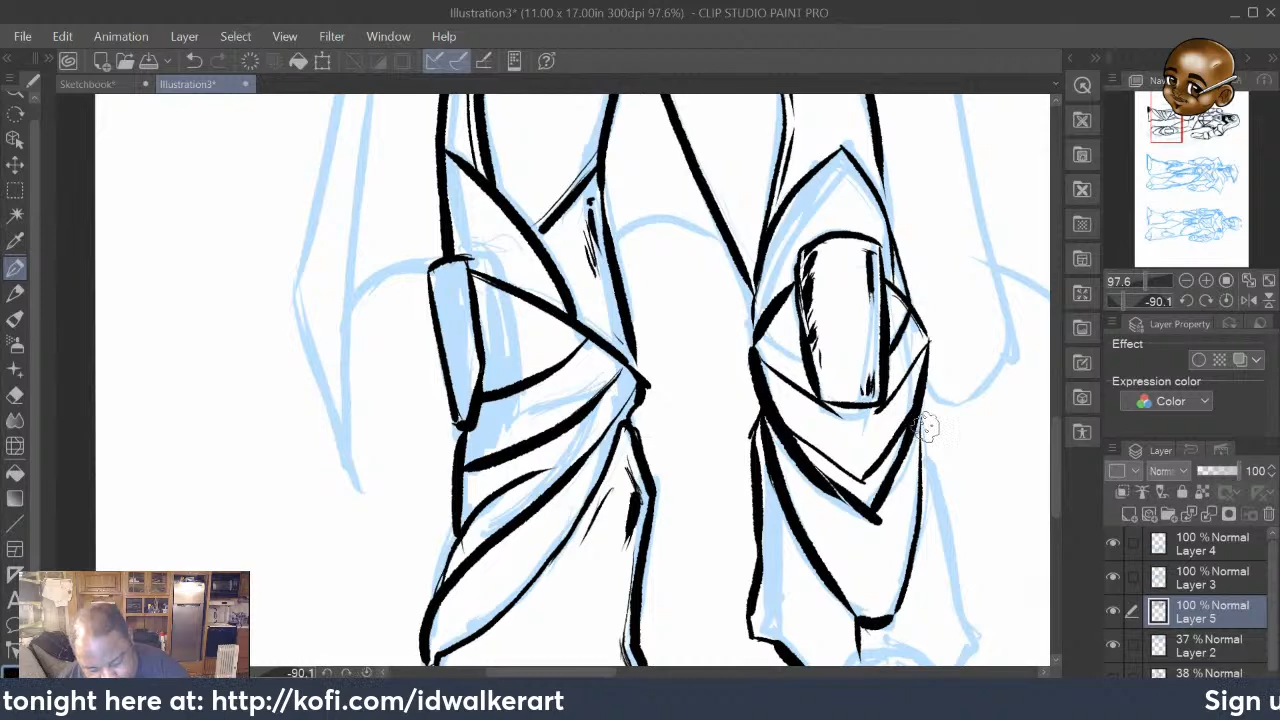 Illustration3* (11.00 x 17.00in 300dpi 97.6%) - CLIP STUDIO PAINT PRO
File Edit Animation Layer Select View Filter Window Help
Sketchbook* Illustration3*
97.6
-90.1
Layer Property
Effect
Expression color
Color
Layer
100
100 % Normal
Layer 4
100 % Normal
Layer 3
100 % Normal
Layer 5
37 % Normal
Layer 2
-90.1
tonight here at: http://kofi.com/idwalkerart Sign u